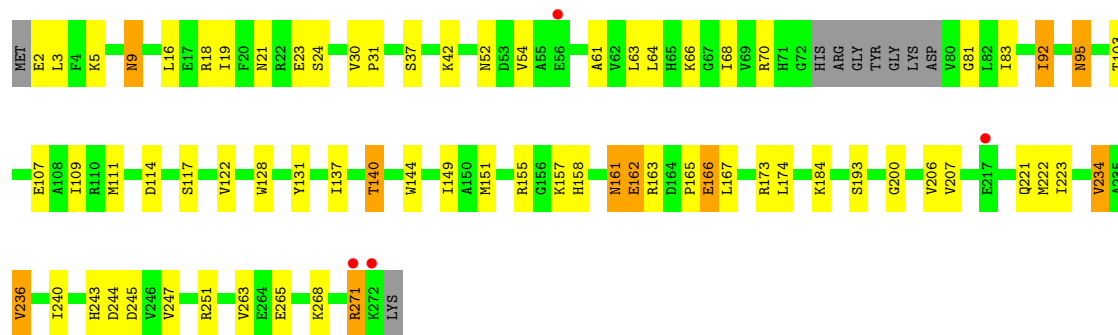 MET E2 L3 F4 K5 N9 L16 E17 R18 I19 F20 N21 R22 E23 S24 V30 P31 S37 K42 N52 D53 V54 A55 E56 A61 V62 L63 L64 H65 K66 G67 I68 V69 R70 H71 G72 HIS ARG GLY TYR GLY LYS ASP V80 G81 L82 I83 I92 N95 T103
E107 A108 I109 R110 M111 D114 S117 V122 W128 Y131 I137 T140 W144 I149 A150 M151 R155 G156 K157 H158 N161 E162 R163 D164 P165 E166 L167 R173 L174 K184 S193 G200 V206 V207 E217 Q221 M222 I223 V234 A235
V236 I240 H243 D244 D245 V246 V247 R251 V263 E264 E265 K268 R271 K272 LYS